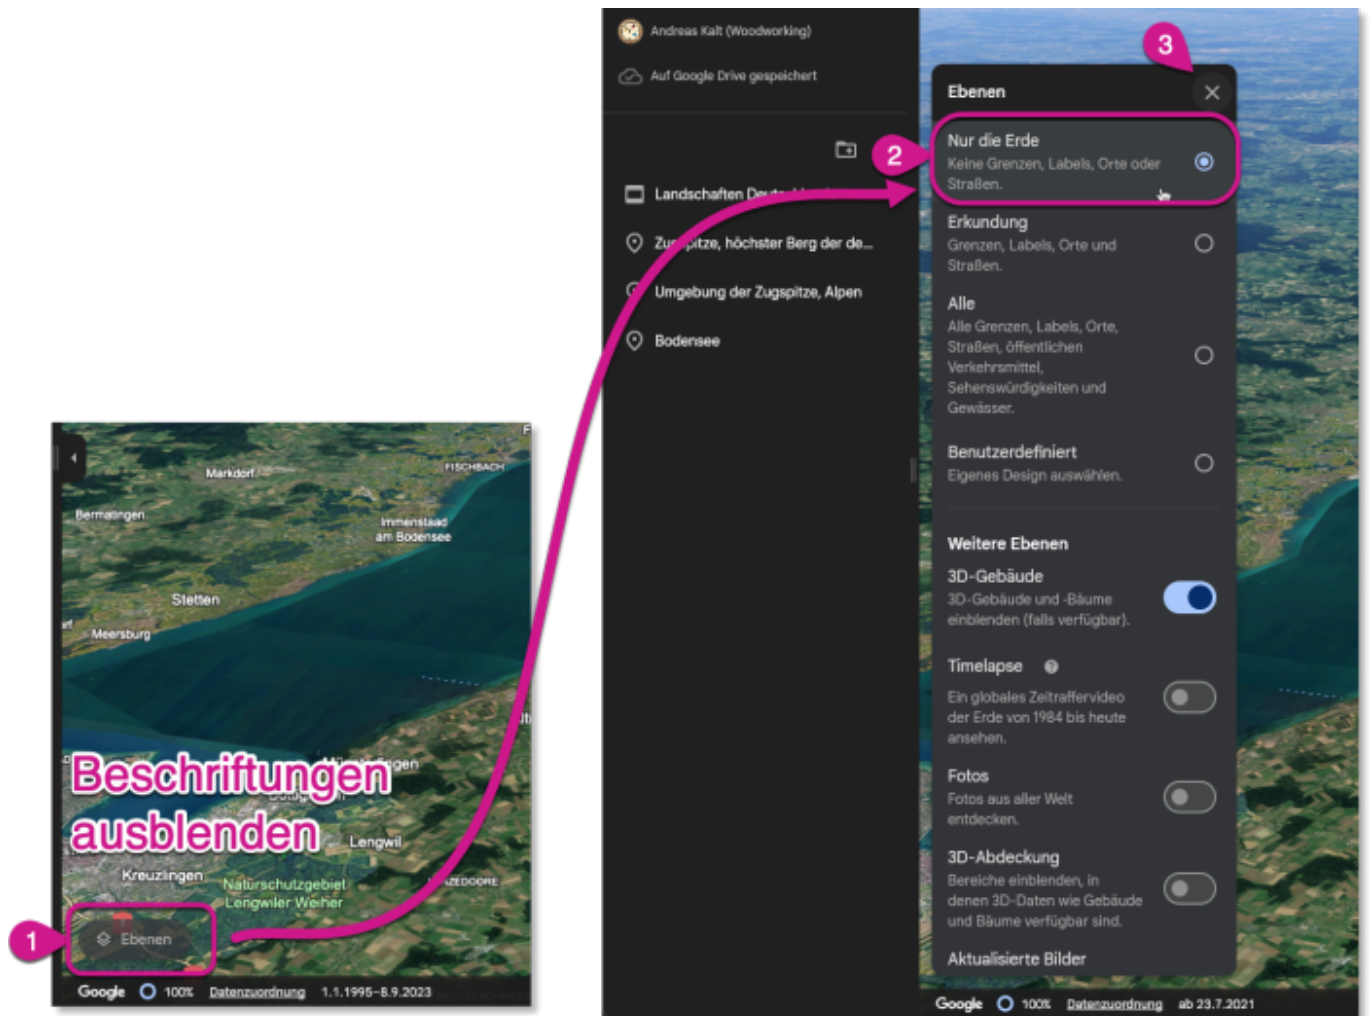 Andreas Kalt (Woodworking)
Auf Google Drive gespeichert
Landschaften
Zugspitze, höchster Berg der de...
Umgebung der Zugspitze, Alpen
Bodensee
3
Ebenen
2
Nur die Erde
Keine Grenzen, Labels, Orte oder
Straßen.
Erkundung
Grenzen, Labels, Orte und
Straßen.
Alle
Alle Grenzen, Labels, Orte,
Straßen, öffentlichen
Verkehrsmittel,
Sehenswürdigkeiten und
Gewässer.
Benutzerdefiniert
Eigenes Design auswählen.
Weitere Ebenen
3D-Gebäude
3D-Gebäude und -Bäume
einblenden (falls verfügbar).
Timelapse
Ein globales Zeitraffervideo
der Erde von 1984 bis heute
ansehen.
Fotos
Fotos aus aller Welt
entdecken.
3D-Abdeckung
Bereiche einblenden, in
denen 3D-Daten wie Gebäude
und Bäume verfügbar sind.
Aktualisierte Bilder
Google 100% Datenzuordnung ab 23.7.2021
F
Markdorf
FISCHBACH
Bermatingen
Immenstaad
am Bodensee
Stetten
Meersburg
Beschriftungen
ausblenden
Lengwil
Kreuzlingen
Naturschutzgebiet
Lengwiler Weiher
1
Ebenen
Google 100% Datenzuordnung 1.1.1995–8.9.2023